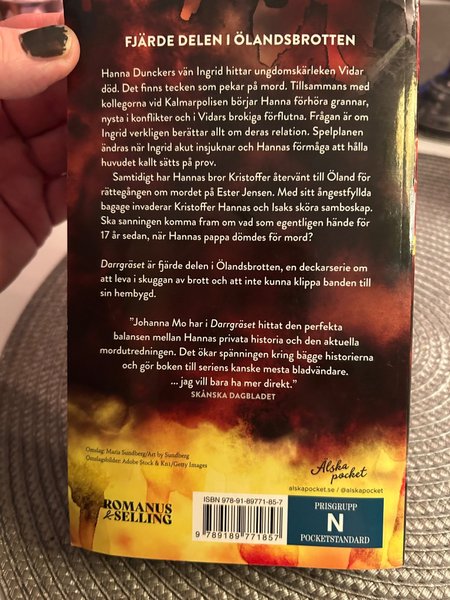 FJÄRDE DELEN I ÖLANDSBROTTEN
Hanna Dunckers vän Ingrid hittar ungdomskärleken Vidar
död. Det finns tecken som pekar på mord. Tillsammans med
kollegorna vid Kalmarpolisen börjar Hanna förhöra grannar,
nysta i konflikter och i Vidars brokiga förflutna. Frågan är om
Ingrid verkligen berättar allt om deras relation. Spelplanen
ändras när Ingrid akut insjuknar och Hannas förmåga att hålla
huvudet kallt sätts på prov.
Samtidigt har Hannas bror Kristoffer återvänt till Öland för
rättegången om mordet på Ester Jensen. Med sitt ångestfyllda
bagage invaderar Kristoffer Hannas och Isaks sköra samboskap.
Ska sanningen komma fram om vad som egentligen hände för
17 år sedan, när Hannas pappa dömdes för mord?
Darrgräset är fjärde delen i Ölandsbrotten, en deckarserie om
att leva i skuggan av brott och att inte kunna klippa banden till
sin hembygd.
”Johanna Mo har i Darrgräset hittat den perfekta
balansen mellan Hannas privata historia och den aktuella
mordutredningen. Det ökar spänningen kring bägge historierna
och gör boken till seriens kanske mesta bladvändare.
... jag vill bara ha mer direkt.”
SKÅNSKA DAGBLADET
Omslag: Maria Sundberg/Art by Sundberg
Omslagsbilder: Adobe Stock & Kn1/Getty Images
Älska
pocket
alskapocket.se / @alskapocket
ROMANUS
& SELLING
ISBN 978-91-89771-85-7
9 789189 771857
PRISGRUPP
N
POCKETSTANDARD